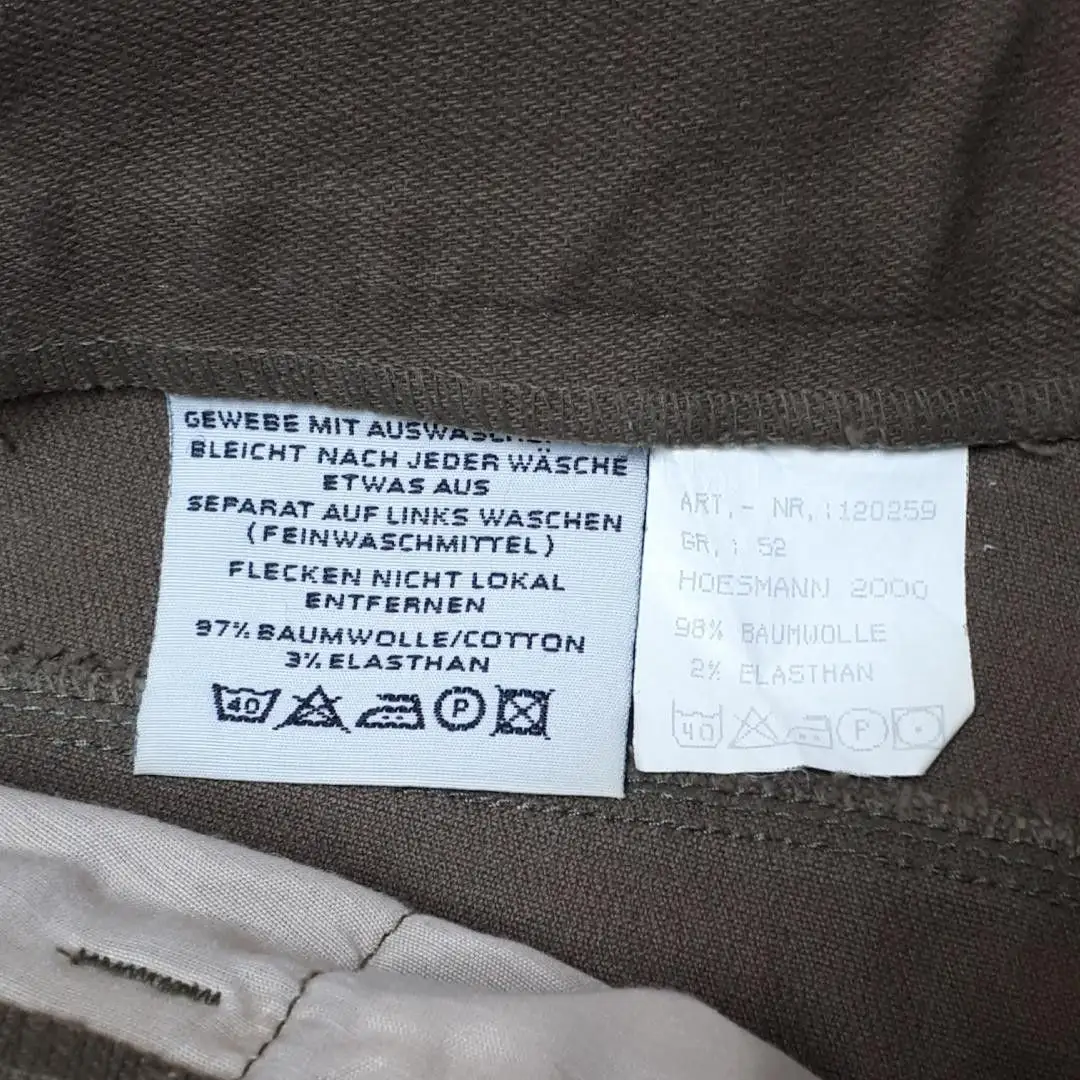 GEWEBE MIT
BLEICHT NACH JEDER WÄSCHE
ETWAS AUS
SEPARAT AUF LINKS WASCHEN
(FEINWASCHMITTEL)
FLECKEN NICHT LOKAL
ENTFERNEN
97% BAUMWOLLE/COTTON
3% ELASTHAN
40 P
ART,- NR,:1120259
GR,: 52
HOESMANN 2000
98% BAUMWOLLE
2% ELASTHAN
40 P